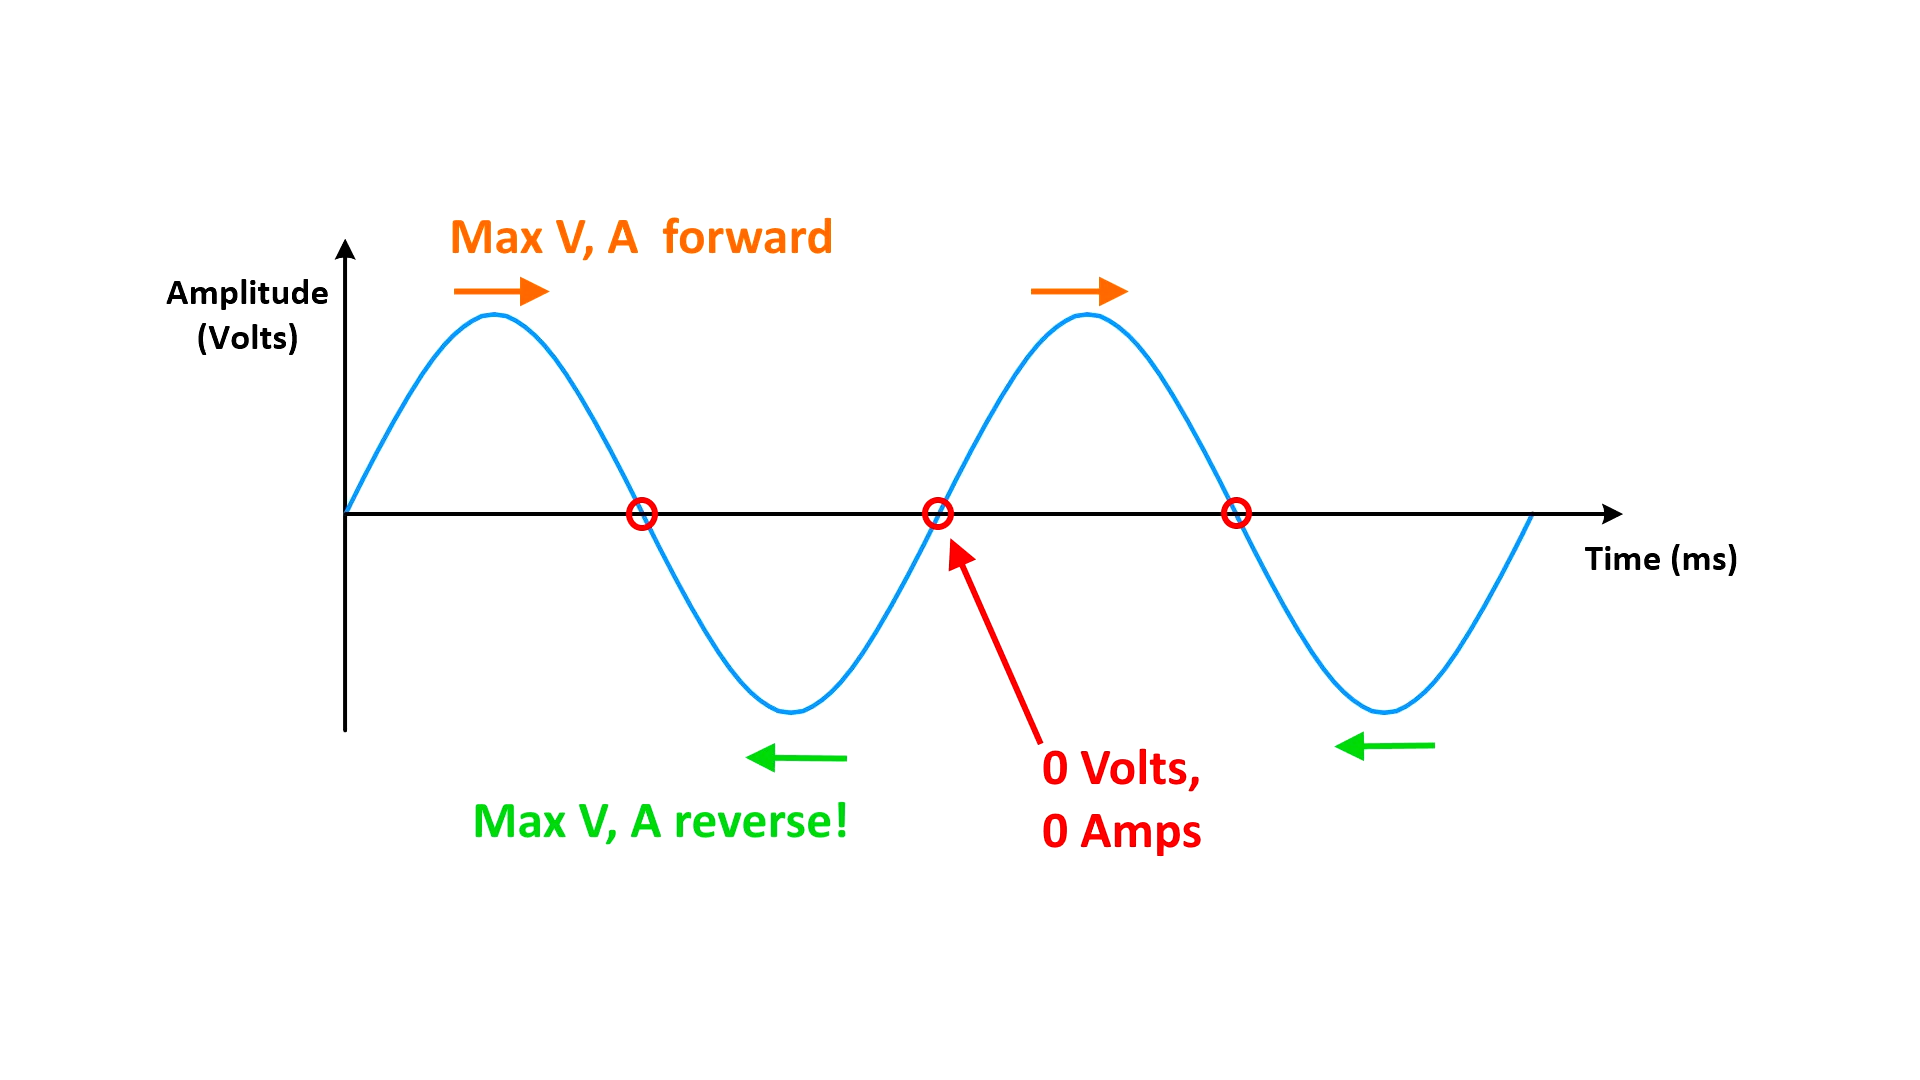 Max V, A  forward
Amplitude
(Volts)
Time (ms)
0 Volts,
0 Amps
Max V, A reverse!